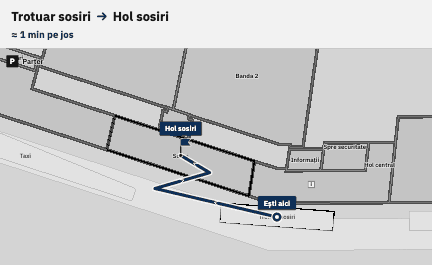 Trotuar sosiri → Hol sosiri
≈ 1 min pe jos
P Parter
Banda 2
Hol sosiri
Spre securitate
Informații
Hol central
Taxi
i
Ești aici